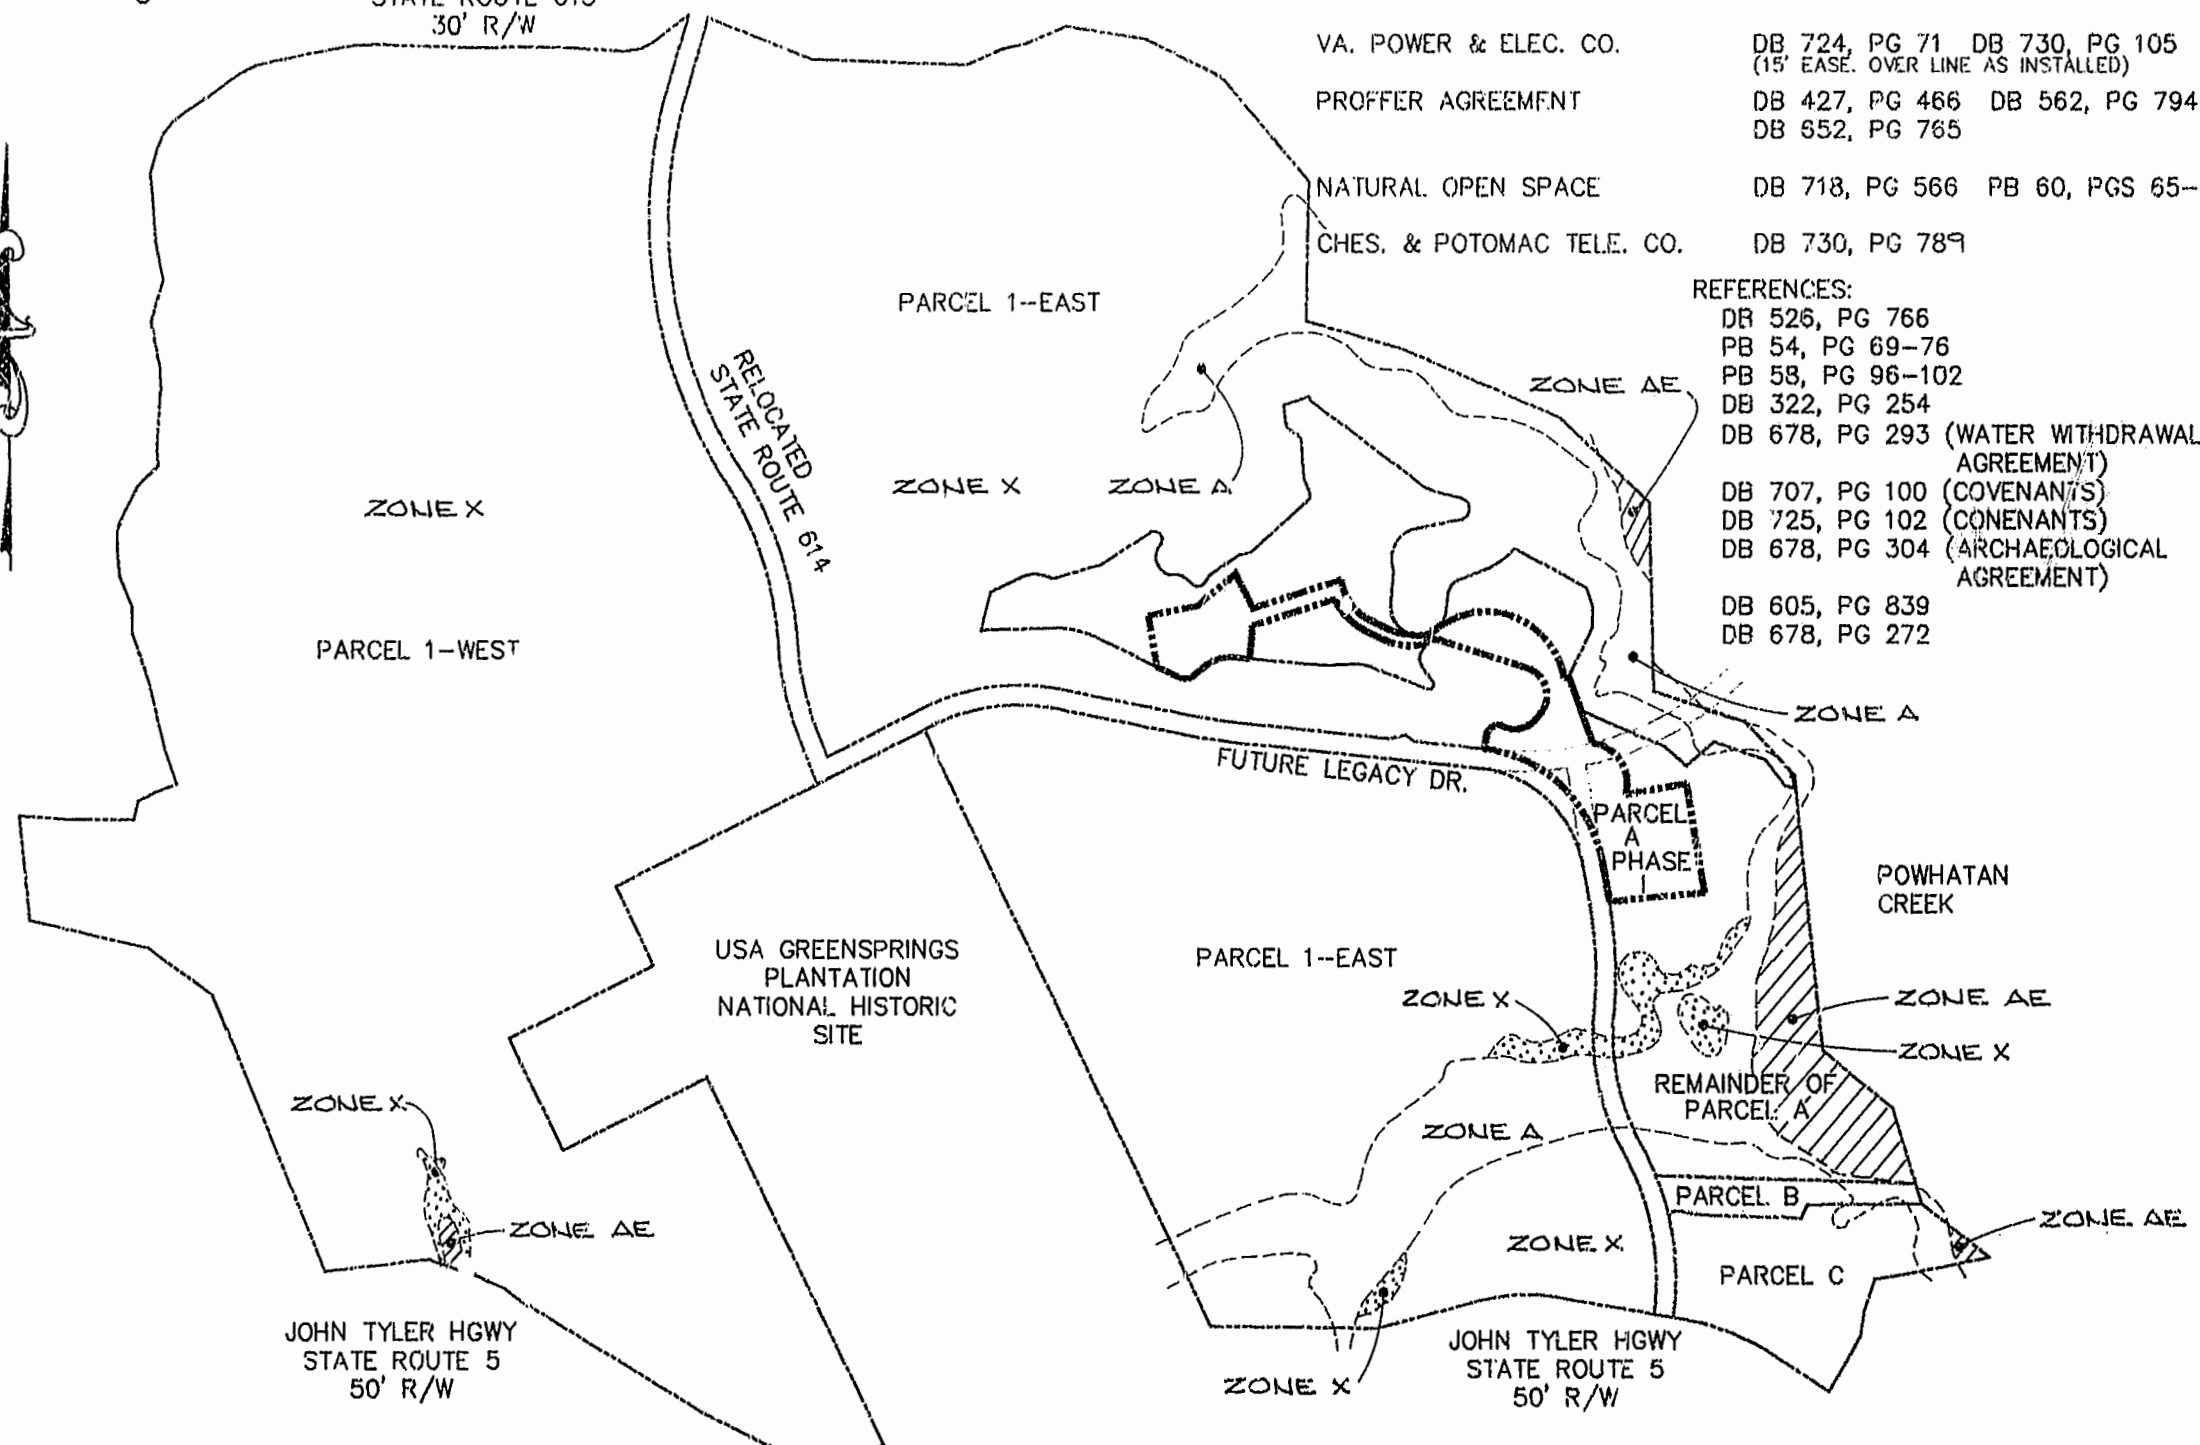 30' R/W
VA. POWER & ELEC. CO. DB 724, PG 71 DB 730, PG 105
(15' EASE. OVER LINE AS INSTALLED)
PROFFER AGREEMENT DB 427, PG 466 DB 562, PG 794
DB 652, PG 765
NATURAL OPEN SPACE DB 718, PG 566 PB 60, PGS 65-
CHES. & POTOMAC TELE. CO. DB 730, PG 789
REFERENCES:
DB 526, PG 766
PB 54, PG 69-76
PB 58, PG 96-102
DB 322, PG 254
DB 678, PG 293 (WATER WITHDRAWAL
AGREEMENT)
DB 707, PG 100 (COVENANTS)
DB 725, PG 102 (CONENANTS)
DB 678, PG 304 (ARCHAEOLOGICAL
AGREEMENT)
DB 605, PG 839
DB 678, PG 272
PARCEL 1--EAST
RELOCATED
STATE ROUTE 614
ZONE AE
ZONE X
ZONE X
ZONE A
PARCEL 1-WEST
ZONE A
FUTURE LEGACY DR.
PARCEL
A
PHASE
I
POWHATAN
CREEK
USA GREENSPRINGS
PLANTATION
NATIONAL HISTORIC
SITE
PARCEL 1--EAST
ZONE X
ZONE AE
ZONE X
REMAINDER OF
PARCEL A
ZONE X
ZONE A
PARCEL B
ZONE AE
ZONE AE
ZONE X
PARCEL C
JOHN TYLER HGWY
STATE ROUTE 5
50' R/W
JOHN TYLER HGWY
STATE ROUTE 5
50' R/W
ZONE X